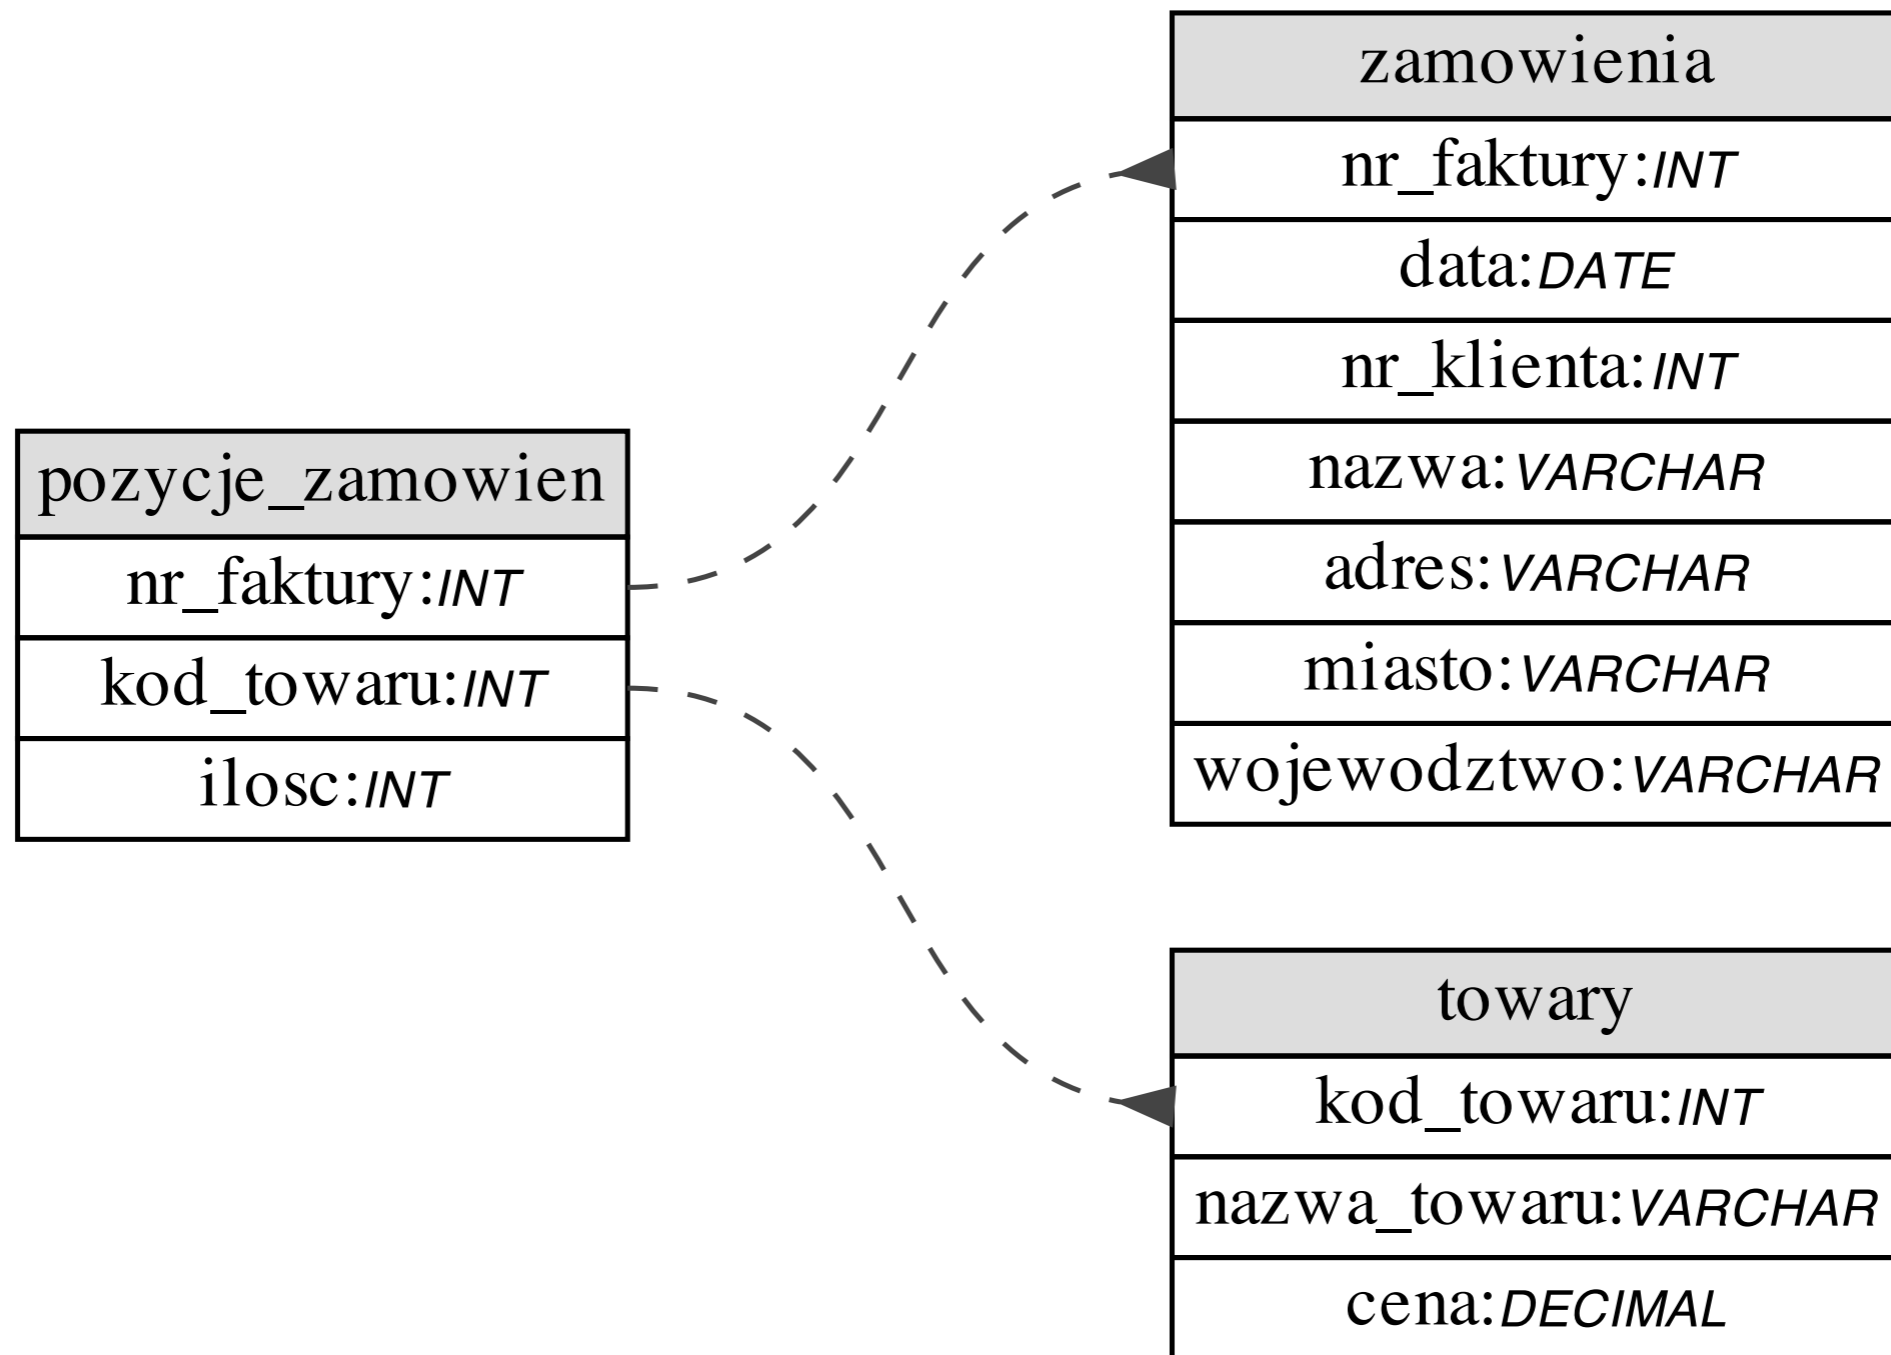 pozycje_zamowien
nr_faktury:INT
kod_towaru:INT
ilosc:INT
zamowienia
nr_faktury:INT
data:DATE
nr_klienta:INT
nazwa:VARCHAR
adres:VARCHAR
miasto:VARCHAR
wojewodztwo:VARCHAR
towary
kod_towaru:INT
nazwa_towaru:VARCHAR
cena:DECIMAL